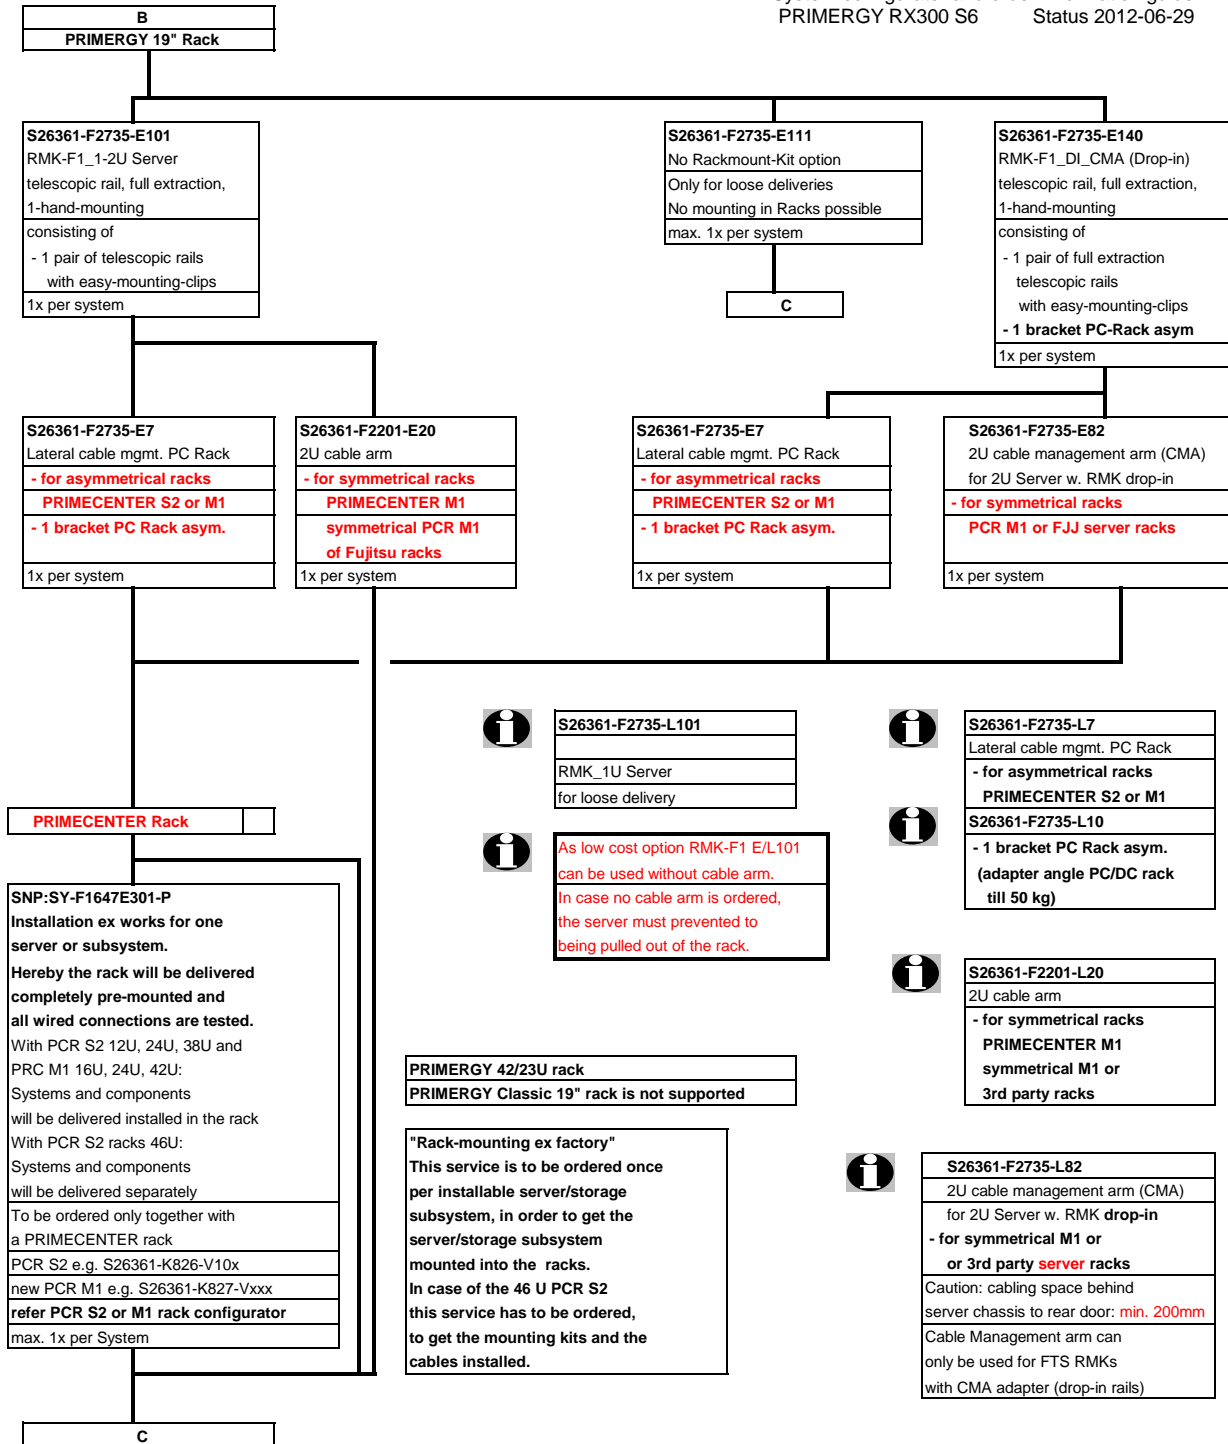 PRIMERGY RX300 S6 Status 2012-06-29
B
PRIMERGY 19" Rack
S26361-F2735-E101
RMK-F1_1-2U Server
telescopic rail, full extraction,
1-hand-mounting
consisting of
- 1 pair of telescopic rails
with easy-mounting-clips
1x per system
S26361-F2735-E111
No Rackmount-Kit option
Only for loose deliveries
No mounting in Racks possible
max. 1x per system
C
S26361-F2735-E140
RMK-F1_DI_CMA (Drop-in)
telescopic rail, full extraction,
1-hand-mounting
consisting of
- 1 pair of full extraction
telescopic rails
with easy-mounting-clips
- 1 bracket PC-Rack asym
1x per system
S26361-F2735-E7
Lateral cable mgmt. PC Rack
- for asymmetrical racks
PRIMECENTER S2 or M1
- 1 bracket PC Rack asym.
1x per system
S26361-F2201-E20
2U cable arm
- for symmetrical racks
PRIMECENTER M1
symmetrical PCR M1
of Fujitsu racks
1x per system
S26361-F2735-E7
Lateral cable mgmt. PC Rack
- for asymmetrical racks
PRIMECENTER S2 or M1
- 1 bracket PC Rack asym.
1x per system
S26361-F2735-E82
2U cable management arm (CMA)
for 2U Server w. RMK drop-in
- for symmetrical racks
PCR M1 or FJJ server racks
1x per system
S26361-F2735-L101
RMK_1U Server
for loose delivery
As low cost option RMK-F1 E/L101
can be used without cable arm.
In case no cable arm is ordered,
the server must prevented to
being pulled out of the rack.
S26361-F2735-L7
Lateral cable mgmt. PC Rack
- for asymmetrical racks
PRIMECENTER S2 or M1
S26361-F2735-L10
- 1 bracket PC Rack asym.
(adapter angle PC/DC rack
till 50 kg)
S26361-F2201-L20
2U cable arm
- for symmetrical racks
PRIMECENTER M1
symmetrical M1 or
3rd party racks
S26361-F2735-L82
2U cable management arm (CMA)
for 2U Server w. RMK drop-in
- for symmetrical M1 or
or 3rd party server racks
Caution: cabling space behind
server chassis to rear door: min. 200mm
Cable Management arm can
only be used for FTS RMKs
with CMA adapter (drop-in rails)
PRIMECENTER Rack
SNP:SY-F1647E301-P
Installation ex works for one
server or subsystem.
Hereby the rack will be delivered
completely pre-mounted and
all wired connections are tested.
With PCR S2 12U, 24U, 38U and
PRC M1 16U, 24U, 42U:
Systems and components
will be delivered installed in the rack
With PCR S2 racks 46U:
Systems and components
will be delivered separately
To be ordered only together with
a PRIMECENTER rack
PCR S2 e.g. S26361-K826-V10x
new PCR M1 e.g. S26361-K827-Vxxx
refer PCR S2 or M1 rack configurator
max. 1x per System
PRIMERGY 42/23U rack
PRIMERGY Classic 19" rack is not supported
"Rack-mounting ex factory"
This service is to be ordered once
per installable server/storage
subsystem, in order to get the
server/storage subsystem
mounted into the racks.
In case of the 46 U PCR S2
this service has to be ordered,
to get the mounting kits and the
cables installed.
C